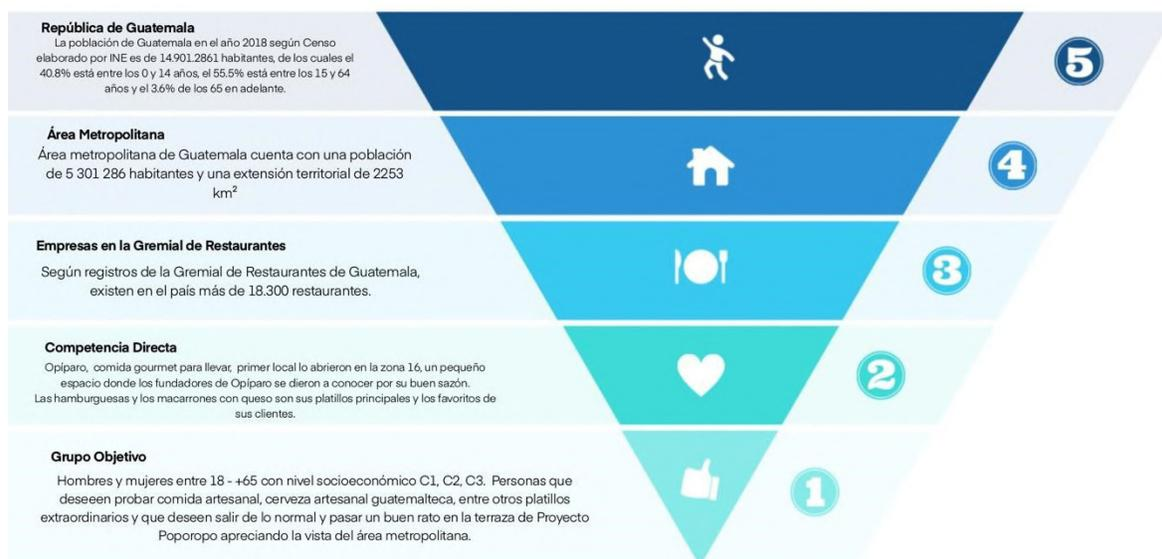 República de Guatemala
La población de Guatemala en el año 2018 según Censo
elaborado por INE es de 14.901.2861 habitantes, de los cuales el
40.8% está entre los 0 y 14 años, el 55.5% está entre los 15 y 64
años y el 3.6% de los 65 en adelante.
5
Área Metropolitana
Área metropolitana de Guatemala cuenta con una población
de 5 301 286 habitantes y una extensión territorial de 2253
km²
4
Empresas en la Gremial de Restaurantes
Según registros de la Gremial de Restaurantes de Guatemala,
existen en el país más de 18.300 restaurantes.
3
Competencia Directa
Opíparo, comida gourmet para llevar, primer local lo abrieron en la zona 16, un pequeño
espacio donde los fundadores de Opíparo se dieron a conocer por su buen sazón.
Las hamburguesas y los macarrones con queso son sus platillos principales y los favoritos de
sus clientes.
2
Grupo Objetivo
Hombres y mujeres entre 18 - +65 con nivel socioeconómico C1, C2, C3. Personas que
deseeen probar comida artesanal, cerveza artesanal guatemalteca, entre otros platillos
extraordinarios y que deseen salir de lo normal y pasar un buen rato en la terraza de Proyecto
Poporopo apreciando la vista del área metropolitana.
1